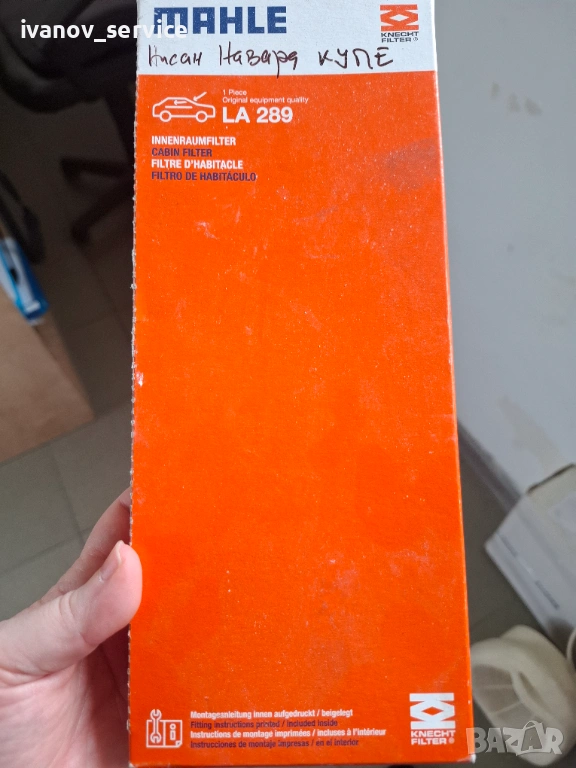 ivanov_service
MAHLE
KNECHT
FILTER®
Нисан Навара КУПЕ
1 Piece
Original equipment quality
LA 289
INNENRAUMFILTER
CABIN FILTER
FILTRE D'HABITACLE
FILTRO DE HABITÁCULO
Montageanleitung innen aufgedruckt / beigelegt
Fitting instructions printed / included inside
Instructions de montage imprimées / incluses à l'intérieur
Instrucciones de montaje impresas / en el interior
KNECHT
FILTER®
BAZAR